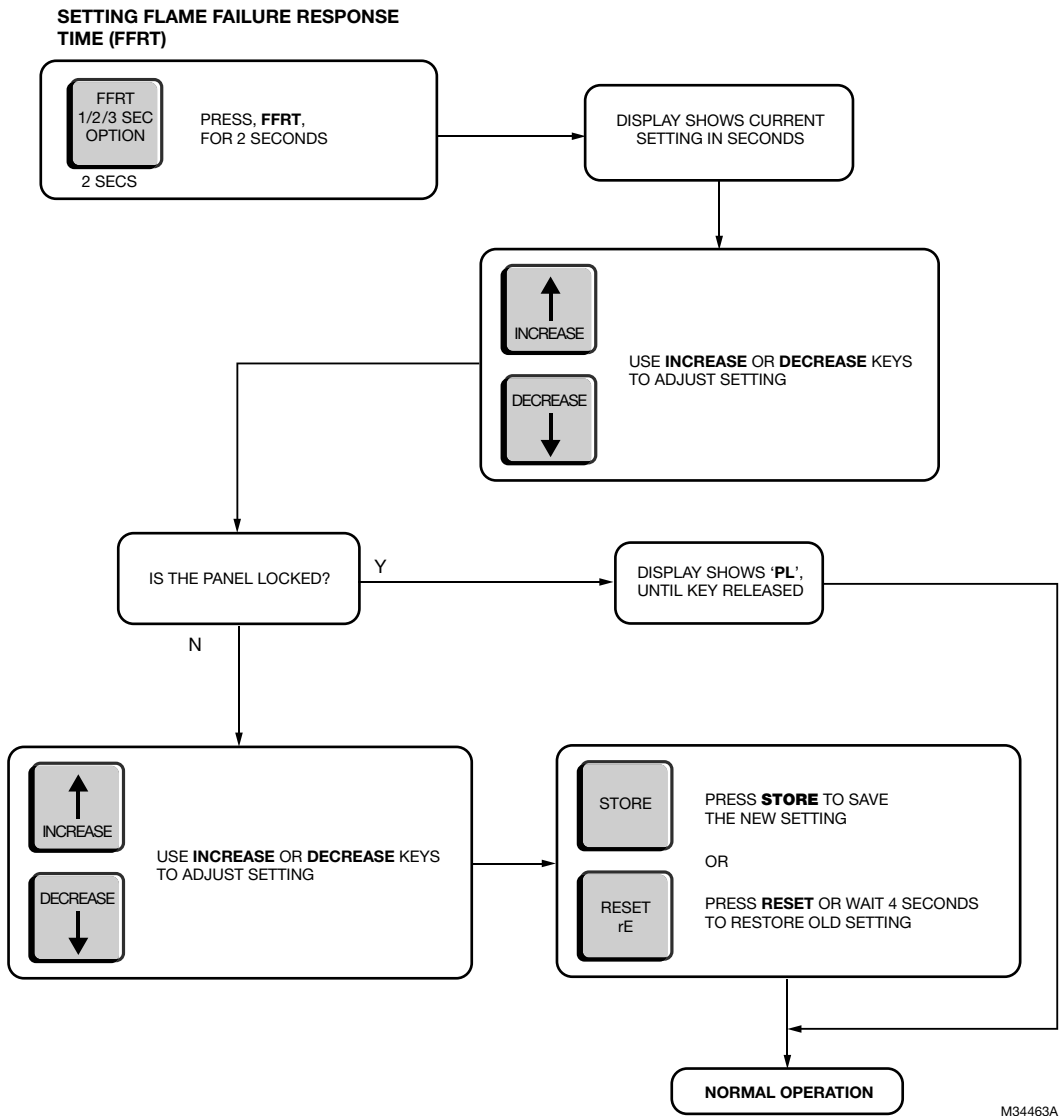 SETTING FLAME FAILURE RESPONSE
TIME (FFRT)
FFRT
1/2/3 SEC
OPTION
2 SECS
PRESS, FFRT,
FOR 2 SECONDS
DISPLAY SHOWS CURRENT
SETTING IN SECONDS
INCREASE
DECREASE
USE INCREASE OR DECREASE KEYS
TO ADJUST SETTING
IS THE PANEL LOCKED?
Y
DISPLAY SHOWS ‘PL’,
UNTIL KEY RELEASED
N
INCREASE
DECREASE
USE INCREASE OR DECREASE KEYS
TO ADJUST SETTING
STORE
PRESS STORE TO SAVE
THE NEW SETTING
OR
RESET
rE
PRESS RESET OR WAIT 4 SECONDS
TO RESTORE OLD SETTING
NORMAL OPERATION
M34463A